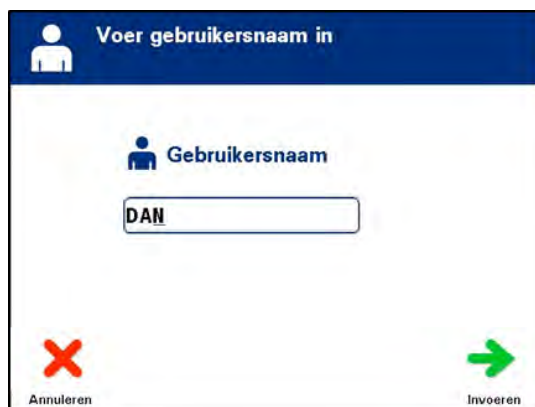 Voer gebruikersnaam in
Gebruikersnaam
DAN
Annuleren
Invoeren